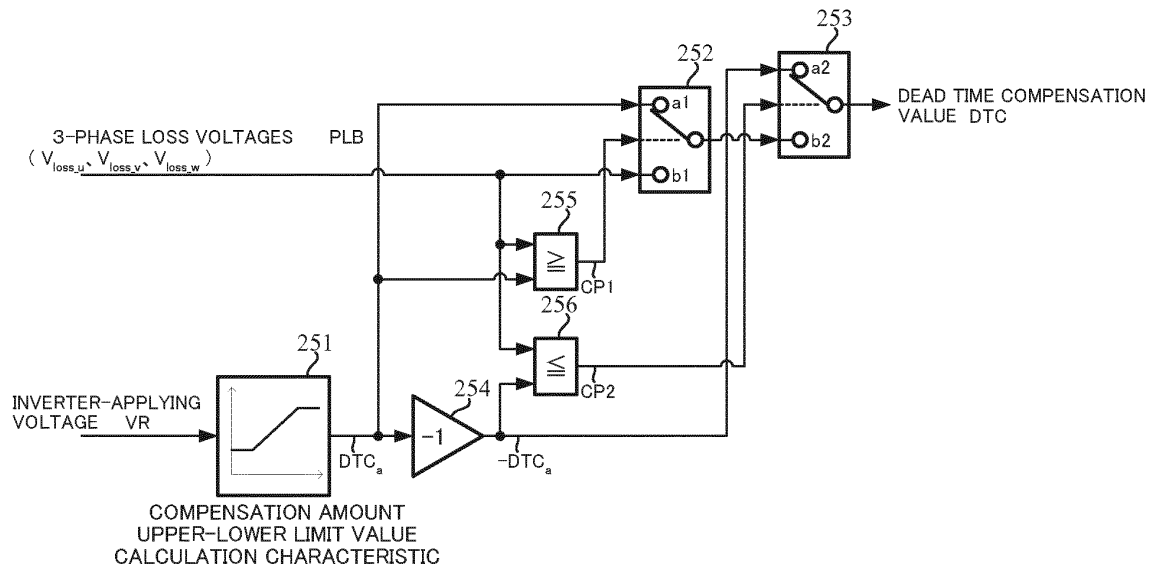 253
252
a2
DEAD TIME COMPENSATION
VALUE DTC
a1
3-PHASE LOSS VOLTAGES PLB
( Vloss_u、Vloss_v、Vloss_w )
b2
b1
255
≧
CP1
256
≦
CP2
251
INVERTER-APPLYING
VOLTAGE VR
254
-1
DTCa
-DTCa
COMPENSATION AMOUNT
UPPER-LOWER LIMIT VALUE
CALCULATION CHARACTERISTIC